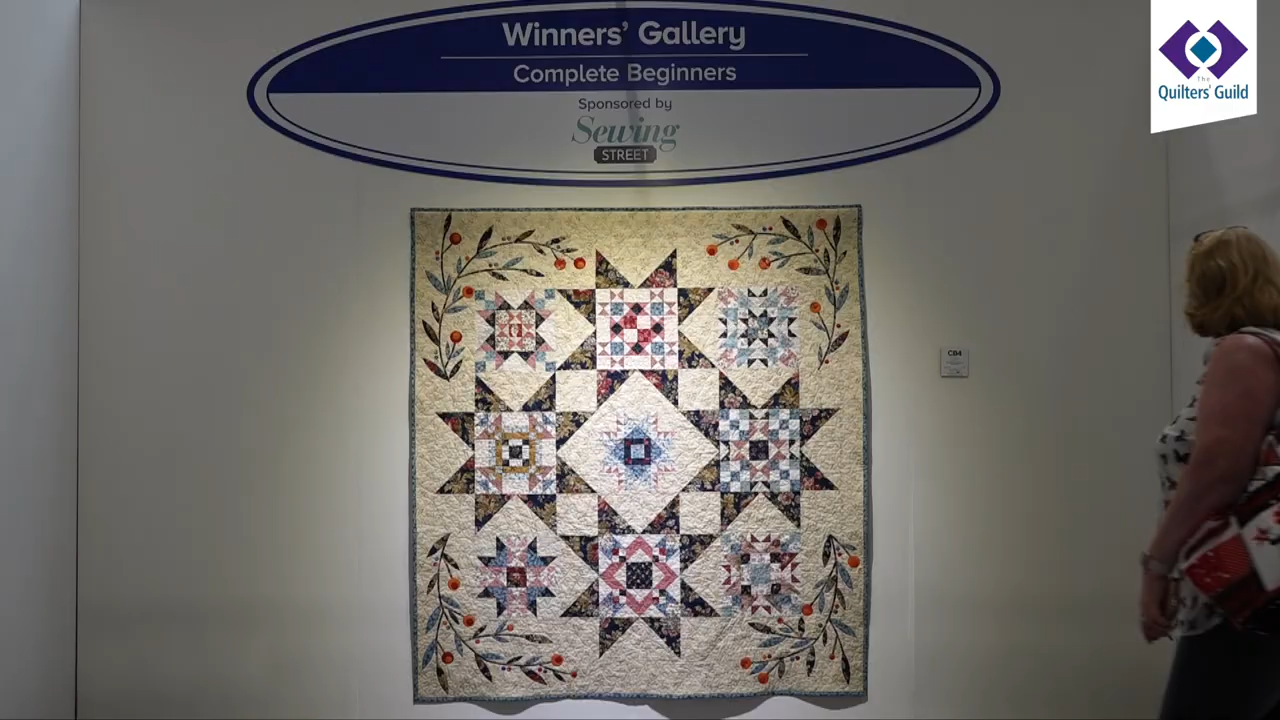 Winners' Gallery
Complete Beginners
Sponsored by
Sewing
STREET
The
Quilters' Guild
CB4